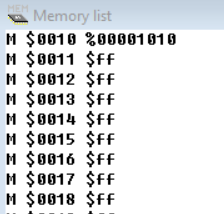 MEM
Memory list
M $0010 %00001010
M $0011 $ff
M $0012 $ff
M $0013 $ff
M $0014 $ff
M $0015 $ff
M $0016 $ff
M $0017 $ff
M $0018 $ff